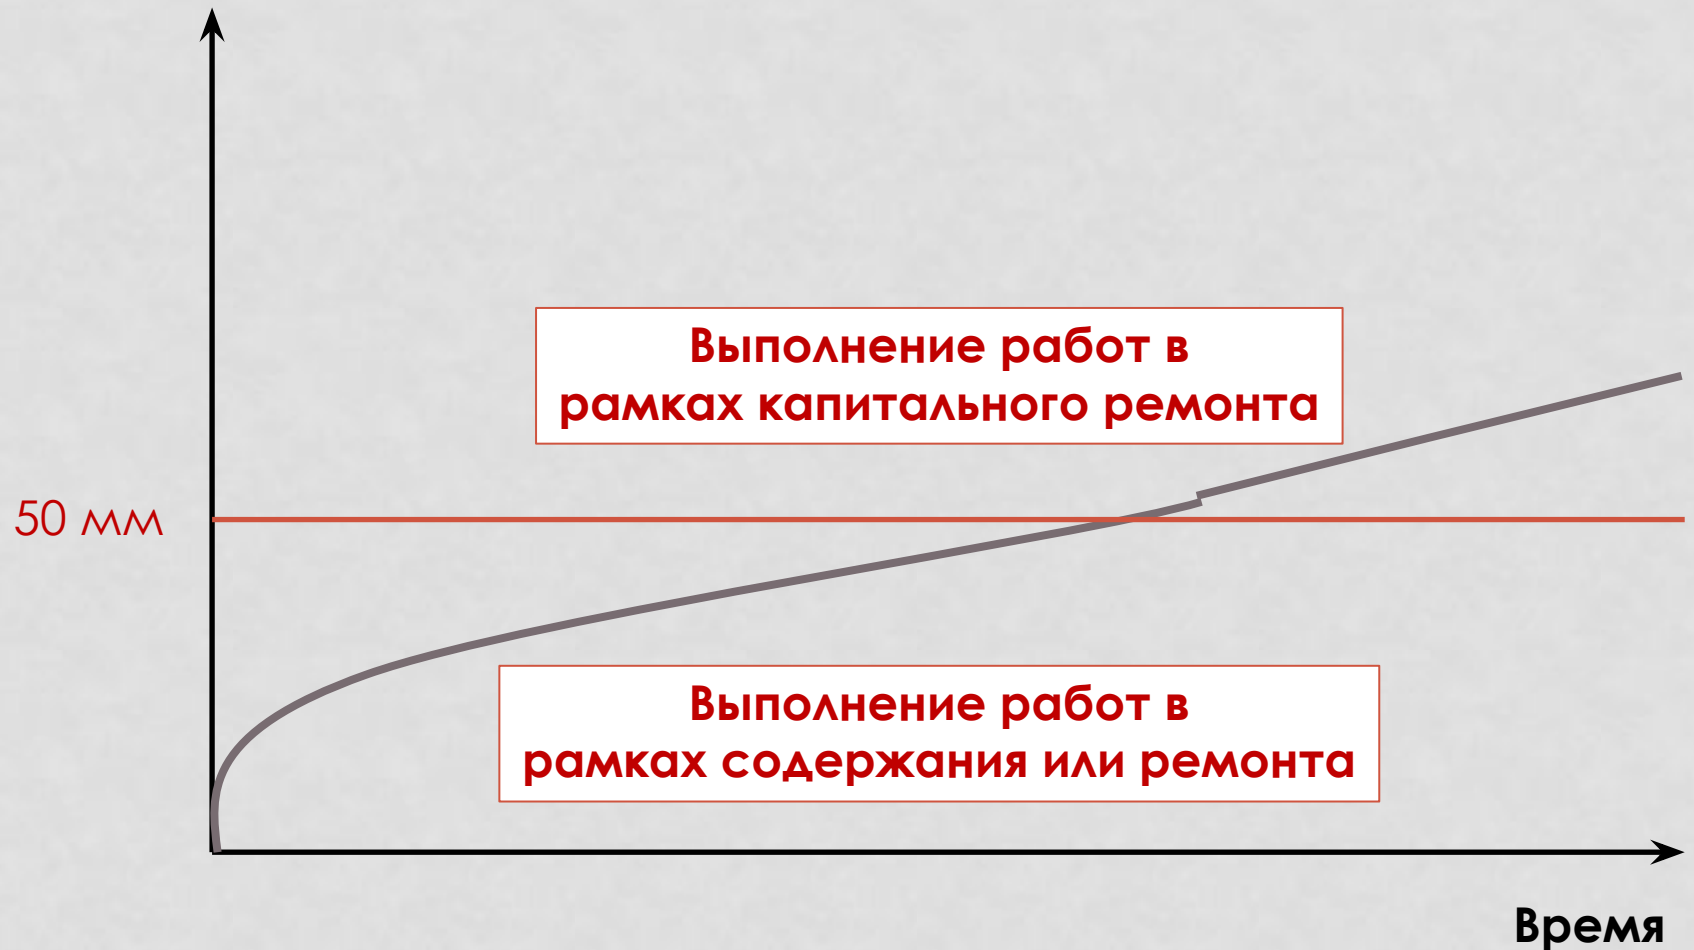 Выполнение работ в
рамках капитального ремонта
50 мм
Выполнение работ в
рамках содержания или ремонта
Время